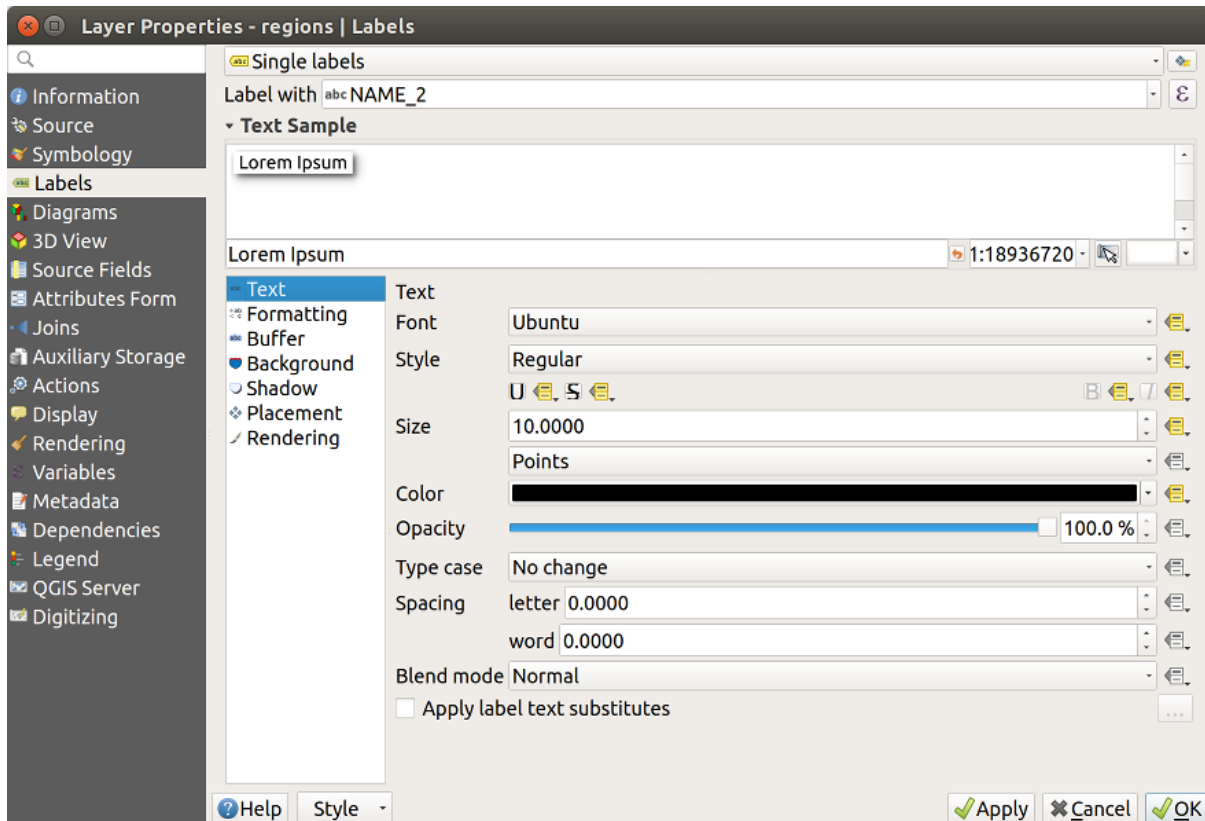 Layer Properties - regions | Labels
Information
Source
Symbology
Labels
Diagrams
3D View
Source Fields
Attributes Form
Joins
Auxiliary Storage
Actions
Display
Rendering
Variables
Metadata
Dependencies
Legend
QGIS Server
Digitizing
abc Single labels
Label with abc NAME_2 ε
Text Sample
Lorem Ipsum
Lorem Ipsum 1:18936720
Text
Formatting
Buffer
Background
Shadow
Placement
Rendering
Text
Font Ubuntu
Style Regular
U S B I
Size 10.0000
Points
Color
Opacity 100.0 %
Type case No change
Spacing letter 0.0000
word 0.0000
Blend mode Normal
Apply label text substitutes ...
Help Style Apply Cancel OK